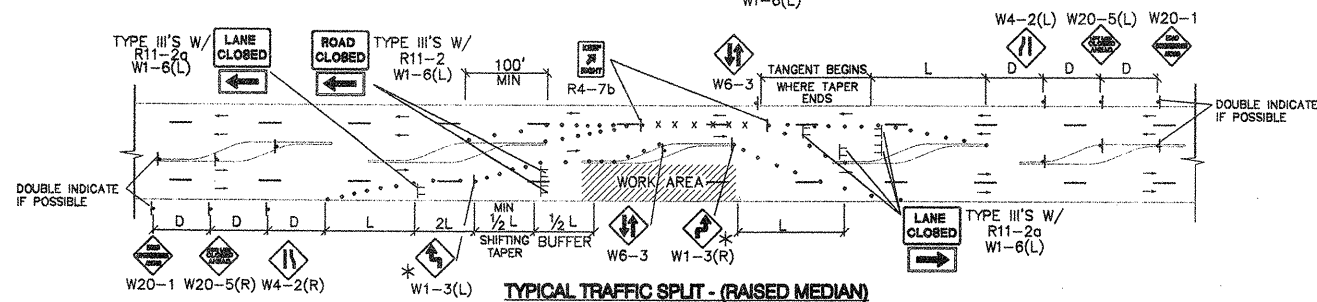 W1-6(L)
TYPE III'S W/
R11-2a
W1-6(L)
LANE
CLOSED
ROAD
CLOSED
TYPE III'S W/
R11-2
W1-6(L)
100'
MIN
KEEP
RIGHT
R4-7b
W6-3
TANGENT BEGINS
WHERE TAPER
ENDS
L
D
D
D
W4-2(L)
W20-5(L)
W20-1
DOUBLE INDICATE
IF POSSIBLE
X X X X X X
WORK AREA
DOUBLE INDICATE
IF POSSIBLE
D
D
D
L
2L
MIN
½ L
SHIFTING
TAPER
½ L
BUFFER
L
W20-1
W20-5(R)
W4-2(R)
*
W1-3(L)
W6-3
W1-3(R)
*
LANE
CLOSED
TYPE III'S W/
R11-2a
W1-6(L)
TYPICAL TRAFFIC SPLIT - (RAISED MEDIAN)